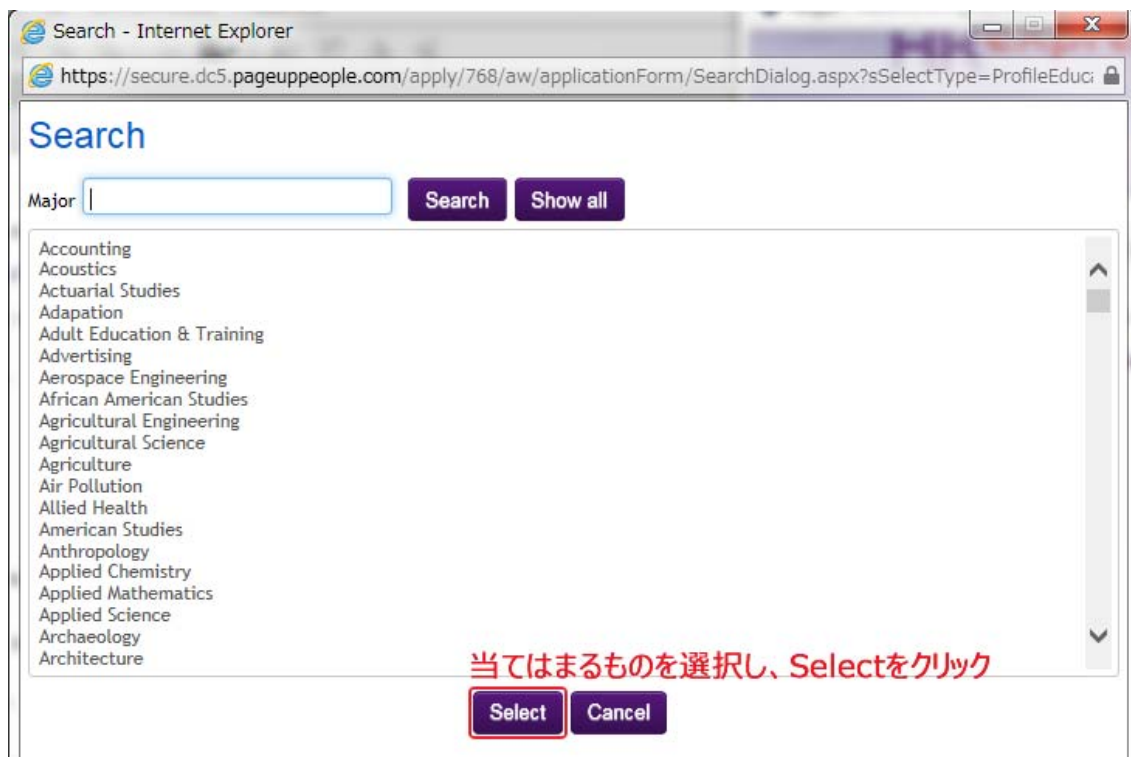 Search - Internet Explorer
https://secure.dc5.pageuppeople.com/apply/768/aw/applicationForm/SearchDialog.aspx?sSelectType=ProfileEduca
Search
Major Search Show all
Accounting
Acoustics
Actuarial Studies
Adapation
Adult Education & Training
Advertising
Aerospace Engineering
African American Studies
Agricultural Engineering
Agricultural Science
Agriculture
Air Pollution
Allied Health
American Studies
Anthropology
Applied Chemistry
Applied Mathematics
Applied Science
Archaeology
Architecture
当てはまるものを選択し、Selectをクリック
Select Cancel